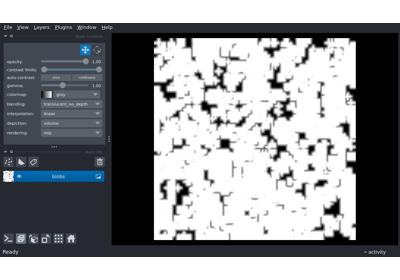 File View Layers Plugins Window Help
opacity: 1.00
contrast limits:
auto-contrast: once continuous
gamma: 1.00
colormap: gray
blending: translucent_no_depth
interpolation: linear
depiction: volume
rendering: mip
blobs
Ready activity